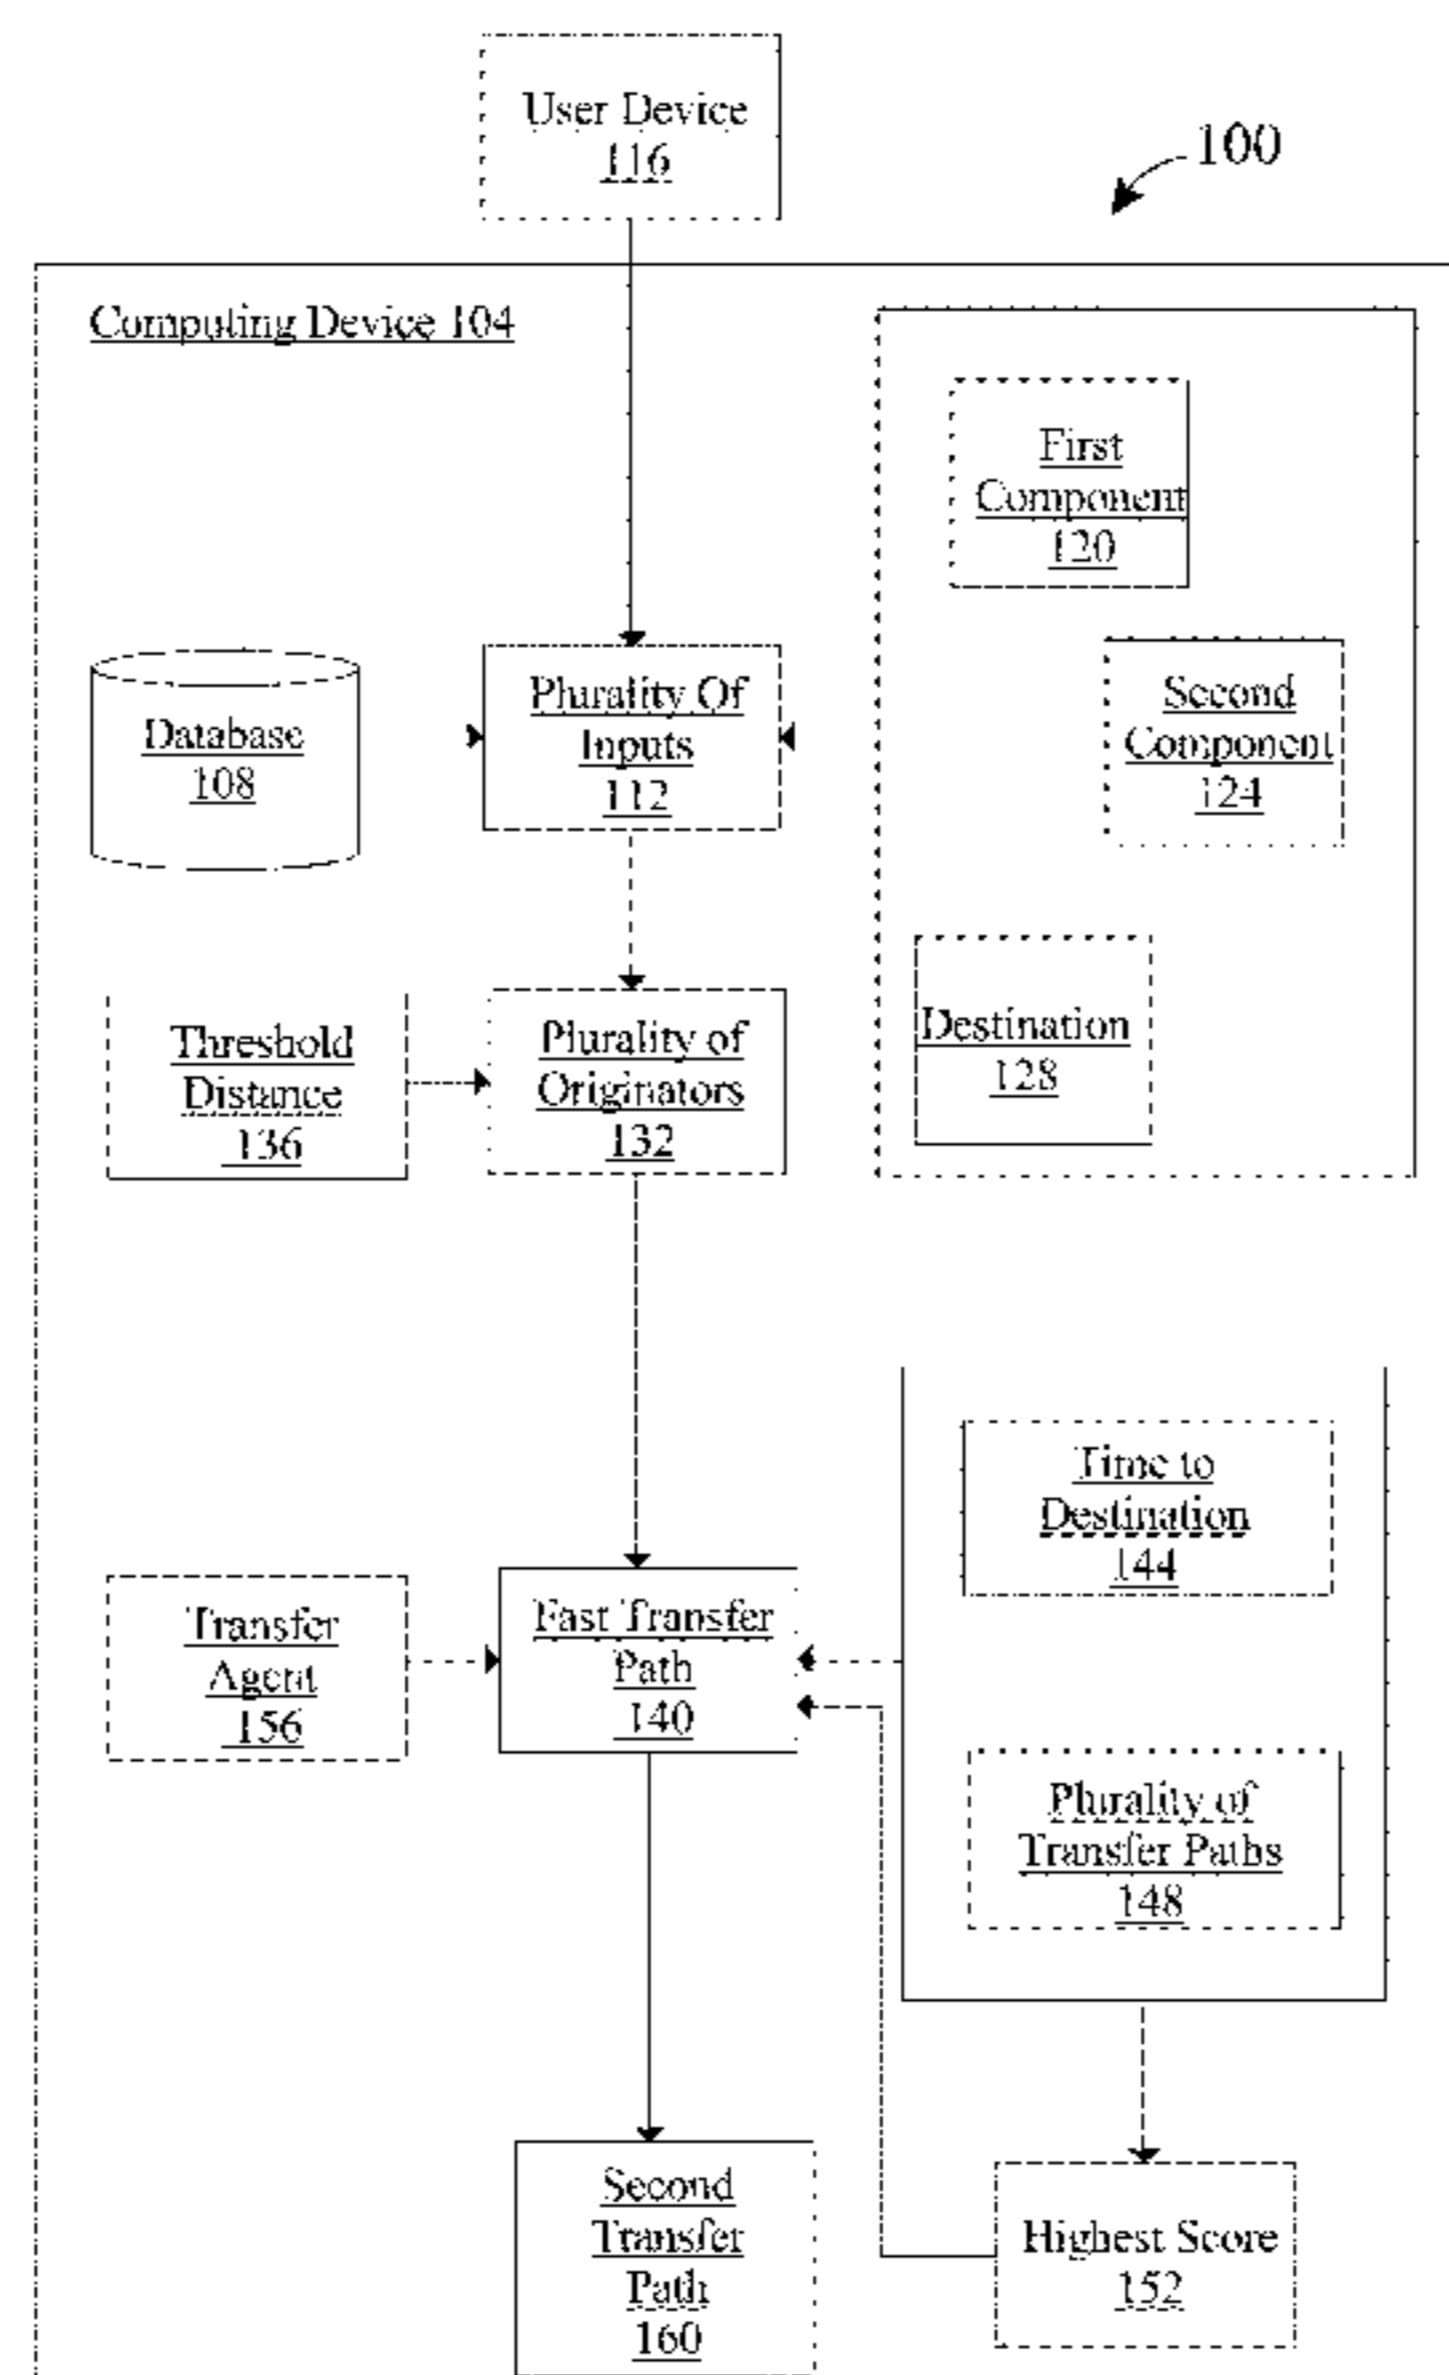 User Device
116
100
Computing Device 104
First
Component
120
Database
108
Plurality Of
Inputs
112
Second
Component
124
Threshold
Distance
136
Plurality of
Originators
132
Destination
128
Time to
Destination
144
Transfer
Agent
156
Fast Transfer
Path
140
Plurality of
Transfer Paths
148
Second
Transfer
Path
160
Highest Score
152